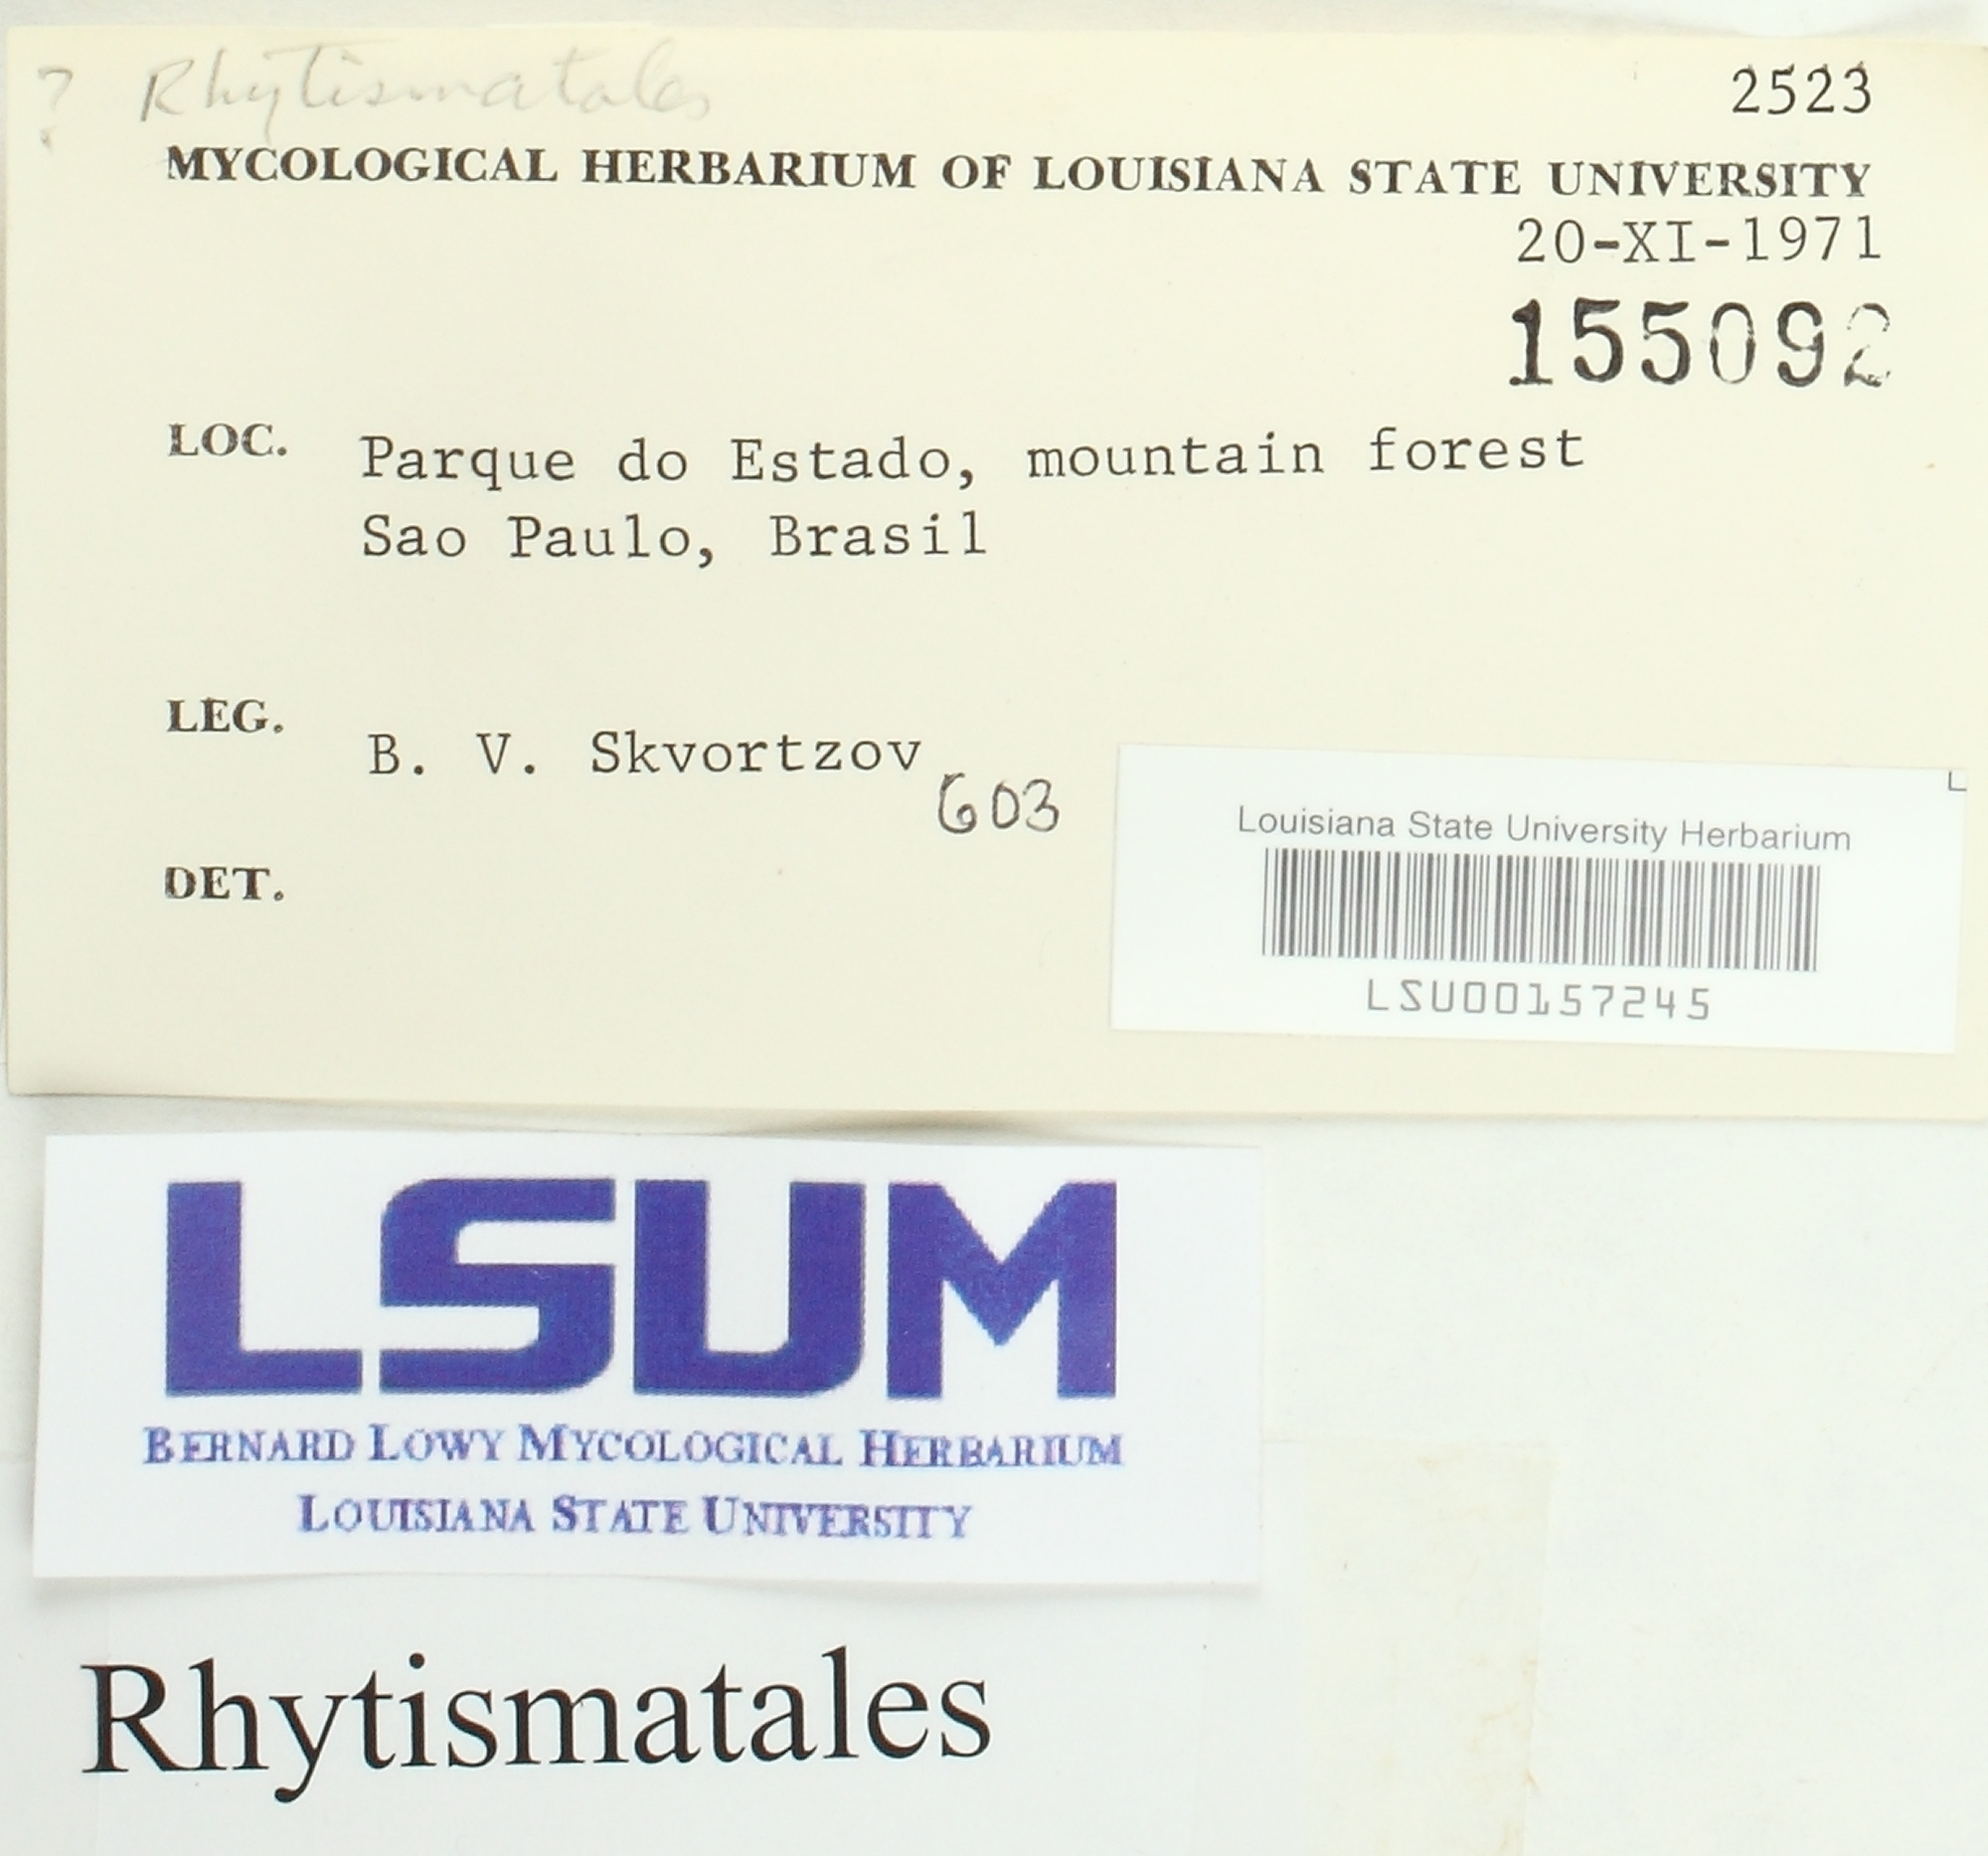 ? Rhytismatales
2523
MYCOLOGICAL HERBARIUM OF LOUISIANA STATE UNIVERSITY
20-XI-1971
155092
LOC. Parque do Estado, mountain forest
Sao Paulo, Brasil
LEG. B. V. Skvortzov
603
DET.
L
Louisiana State University Herbarium
LSU00157245
LSUM
BERNARD LOWY MYCOLOGICAL HERBARIUM
LOUISIANA STATE UNIVERSITY
Rhytismatales